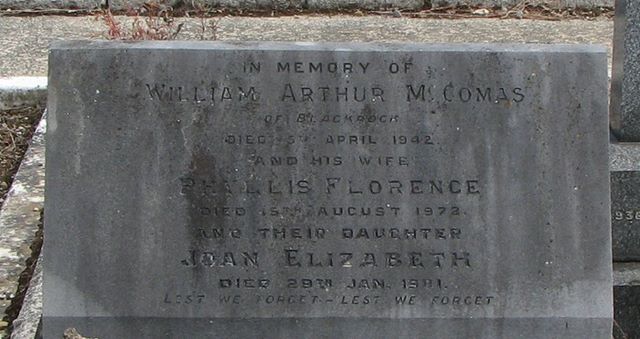 IN MEMORY OF
WILLIAM ARTHUR McCOMAS
OF BLACKROCK
DIED 5TH APRIL 1942
AND HIS WIFE
PHYLLIS FLORENCE
DIED 15TH AUGUST 1972.
AND THEIR DAUGHTER
JOAN ELIZABETH
DIED 29TH JAN. 1981.
LEST WE FORGET - LEST WE FORGET